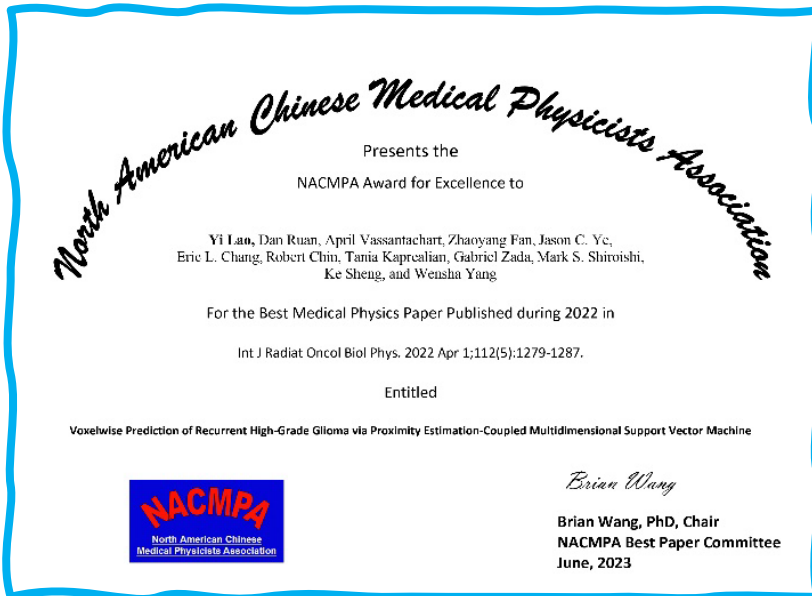 North American Chinese Medical Physicists Association
Presents the
NACMPA Award for Excellence to
Yi Lao, Dan Ruan, April Vassantachart, Zhaoyang Fan, Jason C. Ye,
Eric L. Chang, Robert Chin, Tania Kaprealian, Gabriel Zada, Mark S. Shiroishi,
Ke Sheng, and Wensha Yang
For the Best Medical Physics Paper Published during 2022 in
Int J Radiat Oncol Biol Phys. 2022 Apr 1;112(5):1279-1287.
Entitled
Voxelwise Prediction of Recurrent High-Grade Glioma via Proximity Estimation-Coupled Multidimensional Support Vector Machine
NACMPA
North American Chinese
Medical Physicists Association
Brian Wang
Brian Wang, PhD, Chair
NACMPA Best Paper Committee
June, 2023